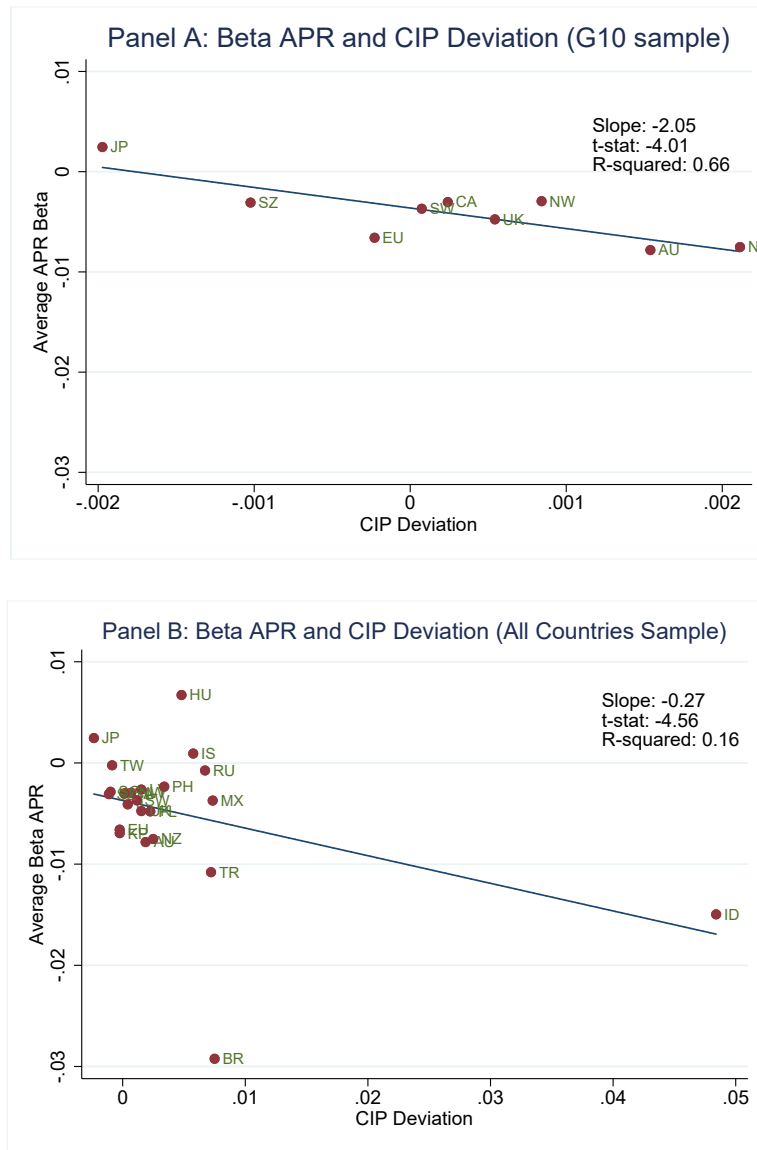 Panel A: Beta APR and CIP Deviation (G10 sample)
.01
0
-.01
-.02
-.03
Average APR Beta
Slope: -2.05
t-stat: -4.01
R-squared: 0.66
JP
SZ
EU
SW
CA
UK
NW
AU
N
-.002
-.001
0
.001
.002
CIP Deviation
Panel B: Beta APR and CIP Deviation (All Countries Sample)
.01
0
-.01
-.02
-.03
Average Beta APR
Slope: -0.27
t-stat: -4.56
R-squared: 0.16
HU
JP
IS
TW
RU
PH
MX
SW
EU
NZ
AU
TR
ID
BR
0
.01
.02
.03
.04
.05
CIP Deviation